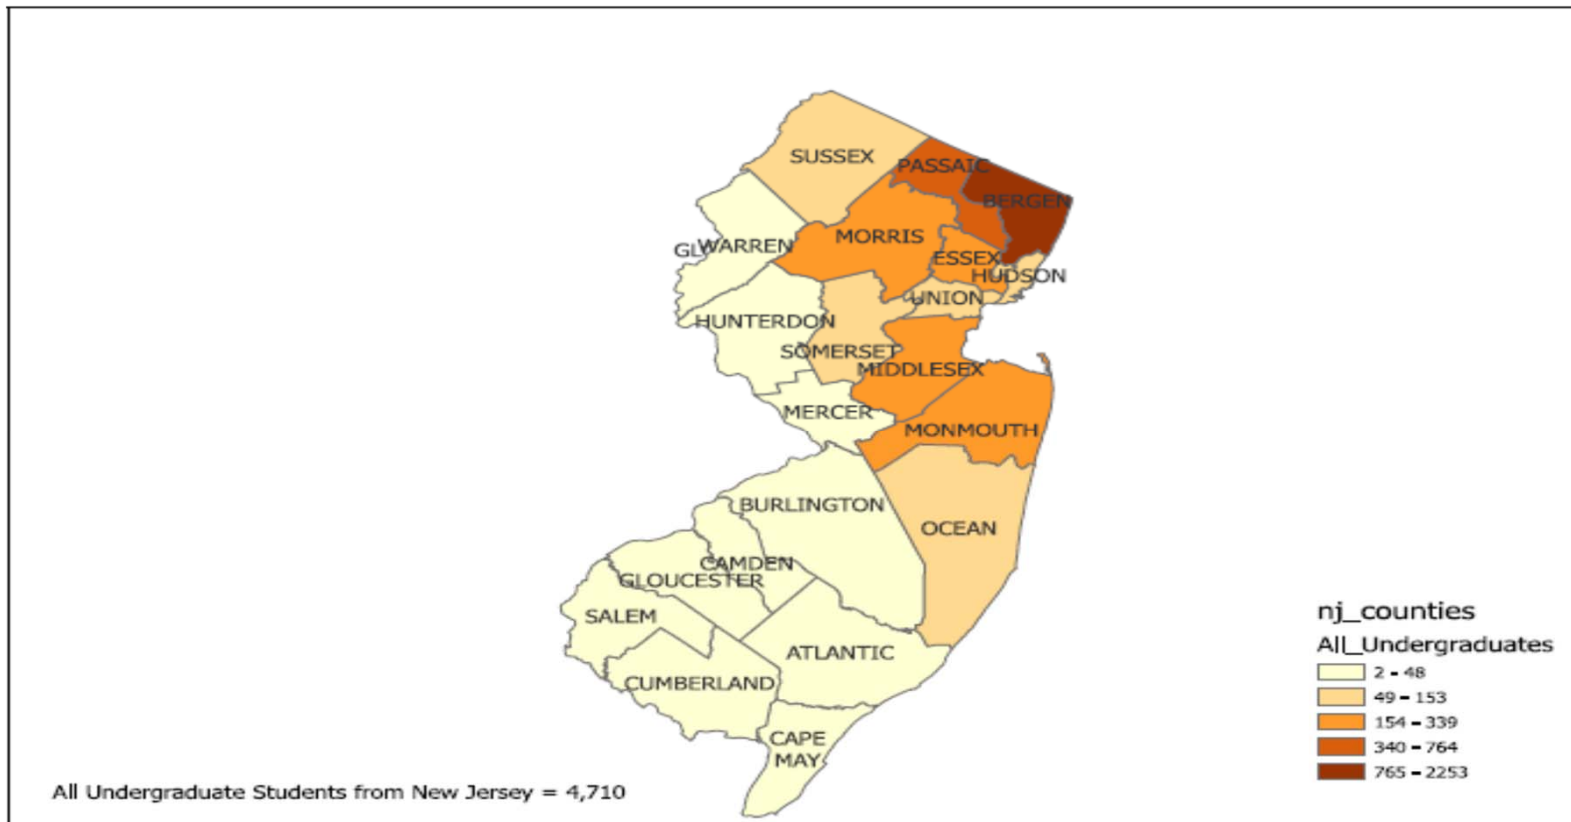 SUSSEX
PASSAIC
BERGEN
MORRIS
GL
WARREN
ESSEX
HUDSON
UNION
HUNTERDON
SOMERSET
MIDDLESEX
MERCER
MONMOUTH
BURLINGTON
OCEAN
CAMDEN
GLOUCESTER
SALEM
ATLANTIC
CUMBERLAND
CAPE
MAY
nj_counties
All_Undergraduates
2 - 48
49 - 153
154 - 339
340 - 764
765 - 2253
All Undergraduate Students from New Jersey = 4,710